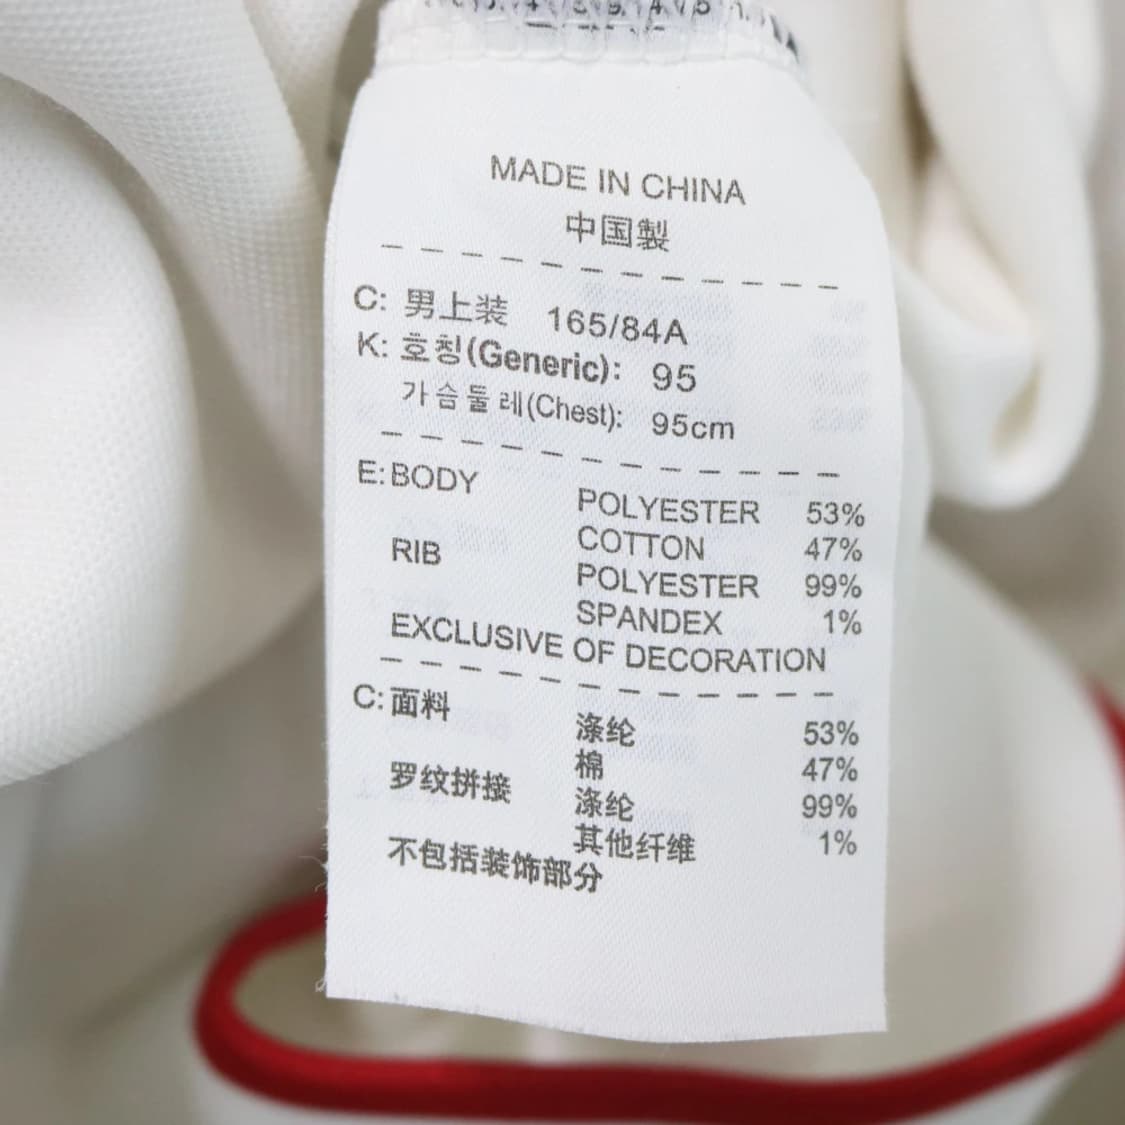 MADE IN CHINA
中国製
C: 男上装 165/84A
K: 호칭(Generic): 95
가슴둘레(Chest): 95cm
E: BODY POLYESTER 53%
COTTON 47%
RIB POLYESTER 99%
SPANDEX 1%
EXCLUSIVE OF DECORATION
C: 面料 涤纶 53%
棉 47%
罗纹拼接 涤纶 99%
其他纤维 1%
不包括装饰部分